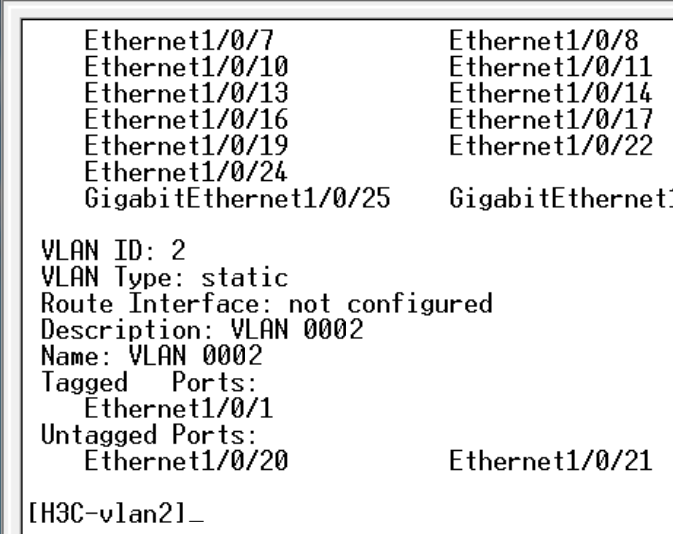 Ethernet1/0/7 Ethernet1/0/8
Ethernet1/0/10 Ethernet1/0/11
Ethernet1/0/13 Ethernet1/0/14
Ethernet1/0/16 Ethernet1/0/17
Ethernet1/0/19 Ethernet1/0/22
Ethernet1/0/24
GigabitEthernet1/0/25 GigabitEthernet1
VLAN ID: 2
VLAN Type: static
Route Interface: not configured
Description: VLAN 0002
Name: VLAN 0002
Tagged Ports:
Ethernet1/0/1
Untagged Ports:
Ethernet1/0/20 Ethernet1/0/21
[H3C-vlan2]_